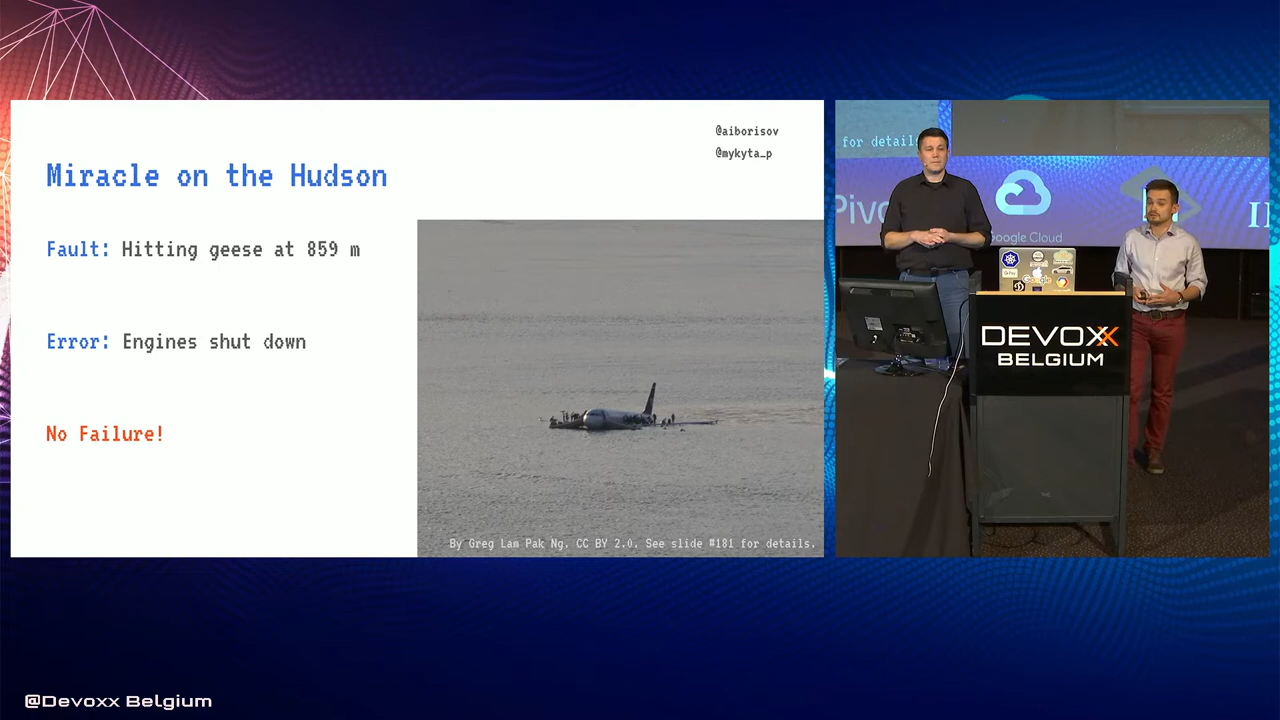 @aiborisov
@mykyta_p
Miracle on the Hudson
Fault: Hitting geese at 859 m
Error: Engines shut down
No Failure!
By Greg Lam Pak Ng. CC BY 2.0. See slide #181 for details.
for details
Google Cloud
Google
DEVOXX
BELGIUM
@Devoxx Belgium